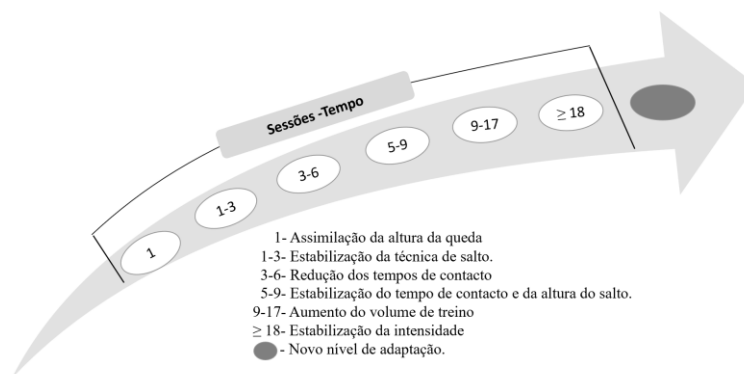 Sessões -Tempo
1
1-3
3-6
5-9
9-17
≥ 18
1- Assimilação da altura da queda
1-3- Estabilização da técnica de salto.
3-6- Redução dos tempos de contacto
5-9- Estabilização do tempo de contacto e da altura do salto.
9-17- Aumento do volume de treino
≥ 18- Estabilização da intensidade
- Novo nível de adaptação.